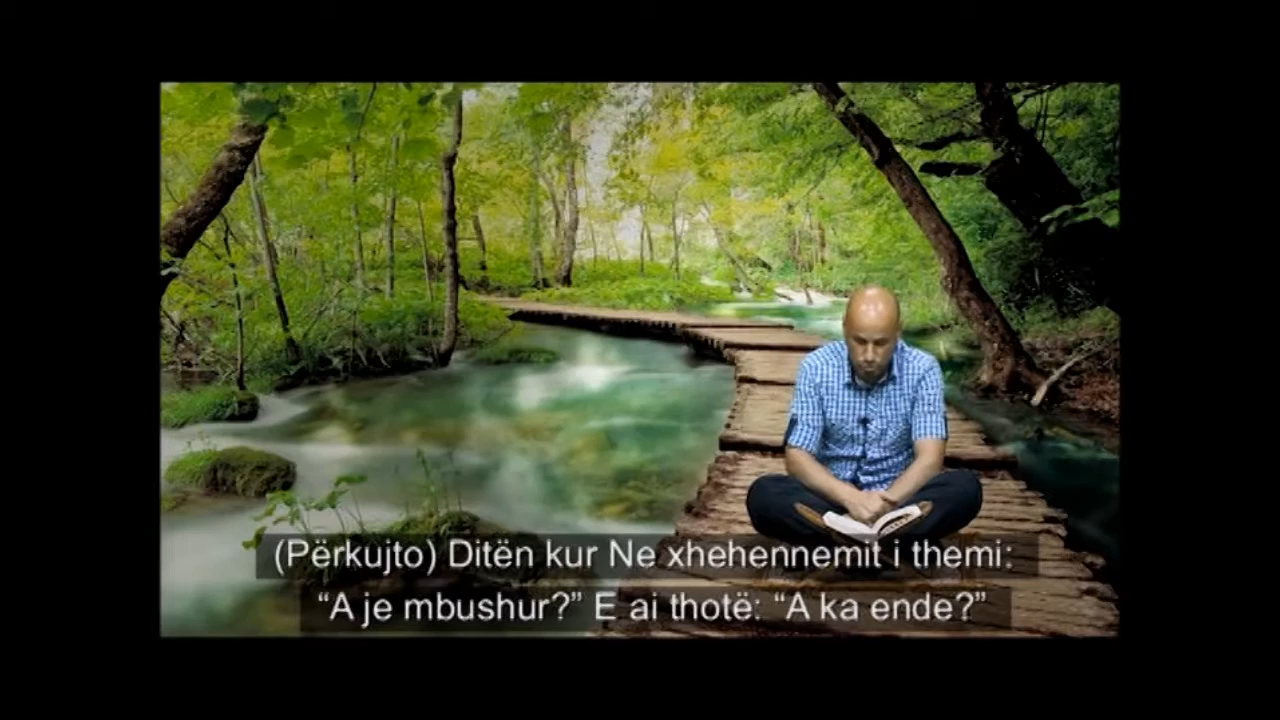 (Përkujto) Ditën kur Ne xhehennemit i themi:
“A je mbushur?” E ai thotë: “A ka ende?”